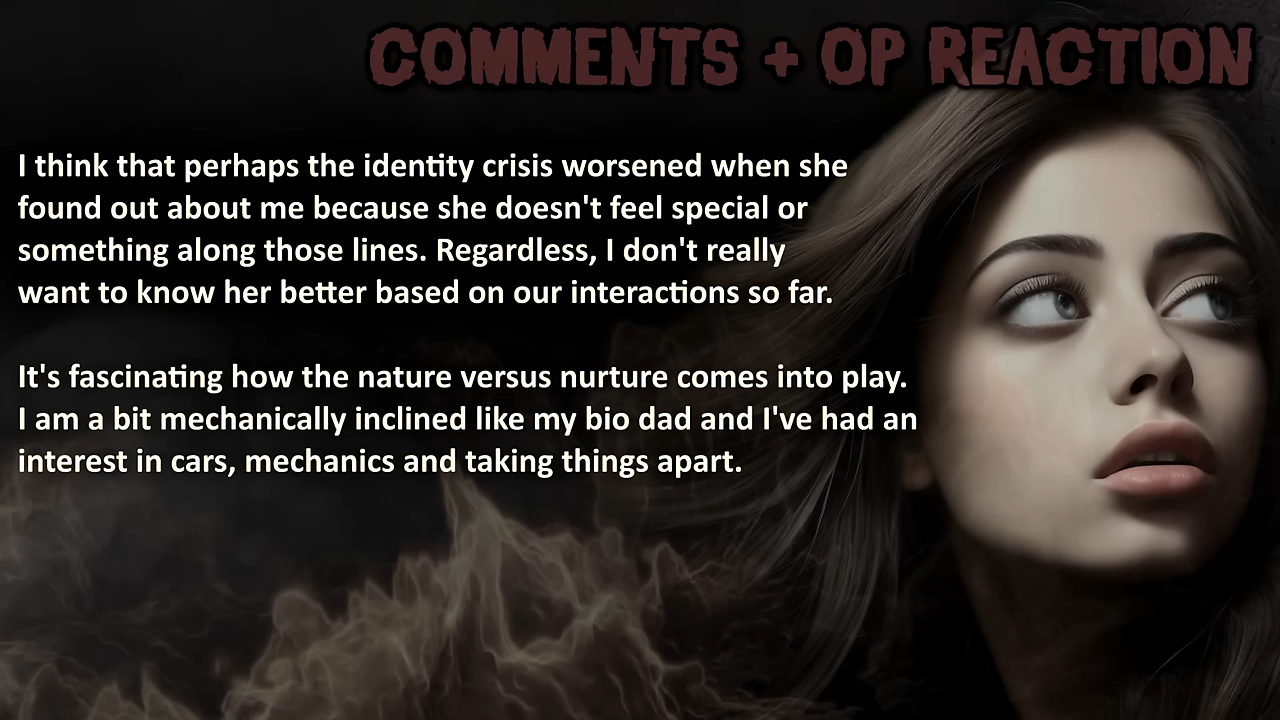 COMMENTS + OP REACTION
I think that perhaps the identity crisis worsened when she
found out about me because she doesn't feel special or
something along those lines. Regardless, I don't really
want to know her better based on our interactions so far.
It's fascinating how the nature versus nurture comes into play.
I am a bit mechanically inclined like my bio dad and I've had an
interest in cars, mechanics and taking things apart.